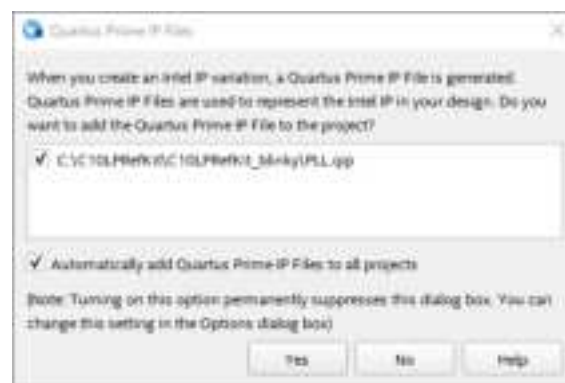 Quartus Prime IP Files
When you create an Intel IP variation, a Quartus Prime IP File is generated.
Quartus Prime IP Files are used to represent the Intel IP in your design. Do you
want to add the Quartus Prime IP File to the project?
C:\C10LPRefKit\C10LPRefKit_blinky\PLL.qip
Automatically add Quartus Prime IP Files to all projects
(Note: Turning on this option permanently suppresses this dialog box. You can
change this setting in the Options dialog box)
Yes
No
Help